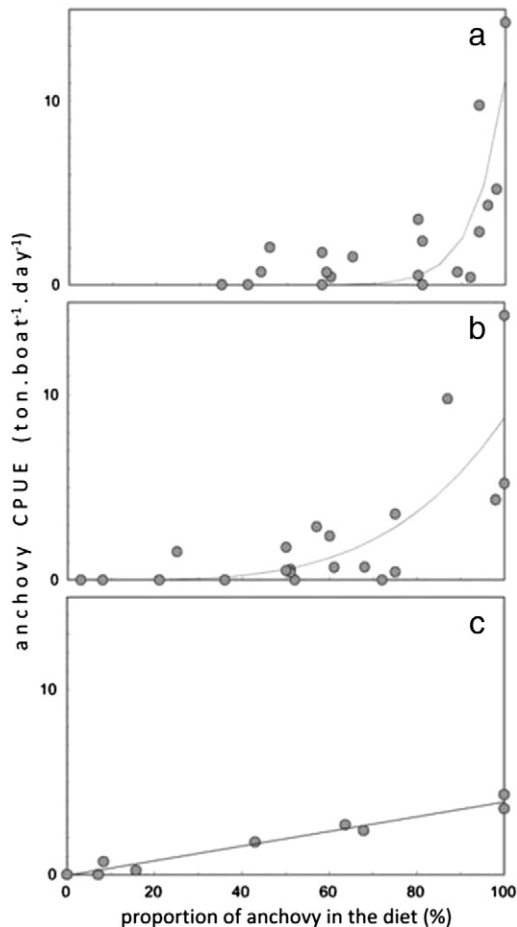 a
10
0
b
10
0
c
10
0
0 20 40 60 80 100
anchovy CPUE (ton.boat⁻¹.day⁻¹)
proportion of anchovy in the diet (%)